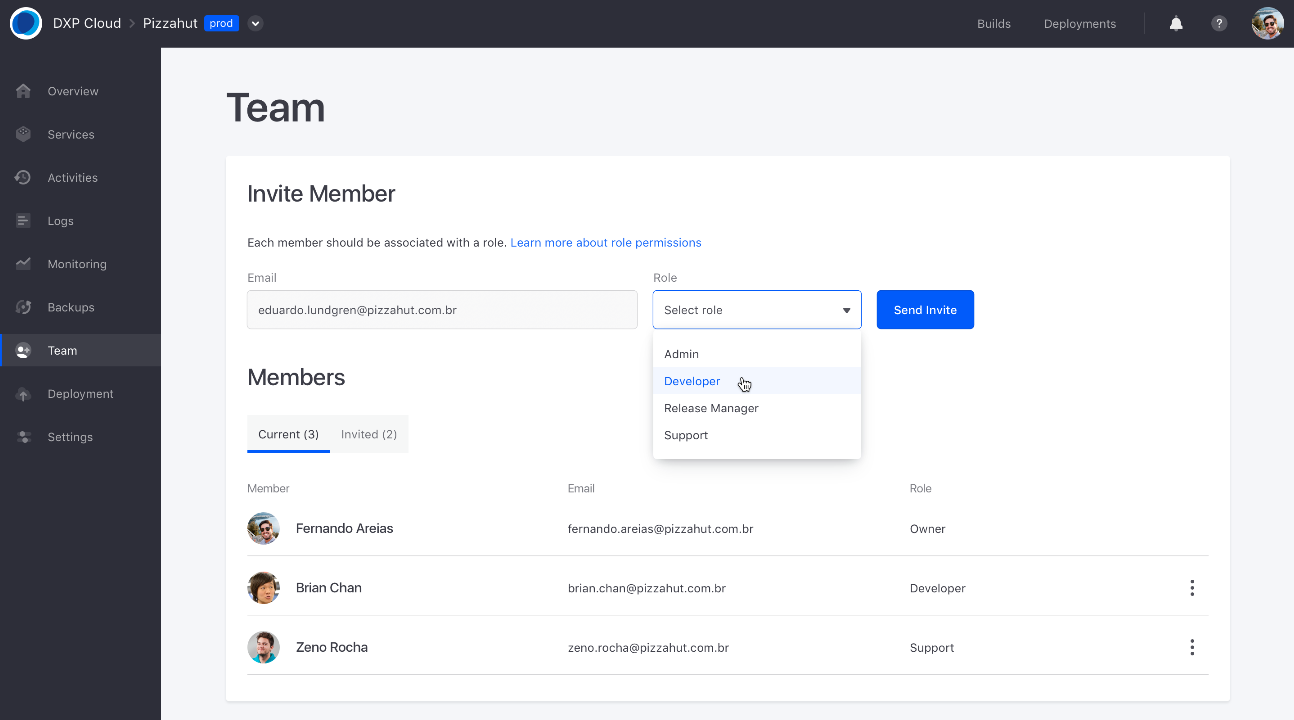 DXP Cloud > Pizzahut prod
Builds
Deployments
?
Overview
Services
Activities
Logs
Monitoring
Backups
Team
Deployment
Settings
Team
Invite Member
Each member should be associated with a role. Learn more about role permissions
Email
Role
eduardo.lundgren@pizzahut.com.br
Select role
Send Invite
Admin
Developer
Release Manager
Support
Members
Current (3)
Invited (2)
Member Email Role
Fernando Areias fernando.areias@pizzahut.com.br Owner
Brian Chan brian.chan@pizzahut.com.br Developer
Zeno Rocha zeno.rocha@pizzahut.com.br Support